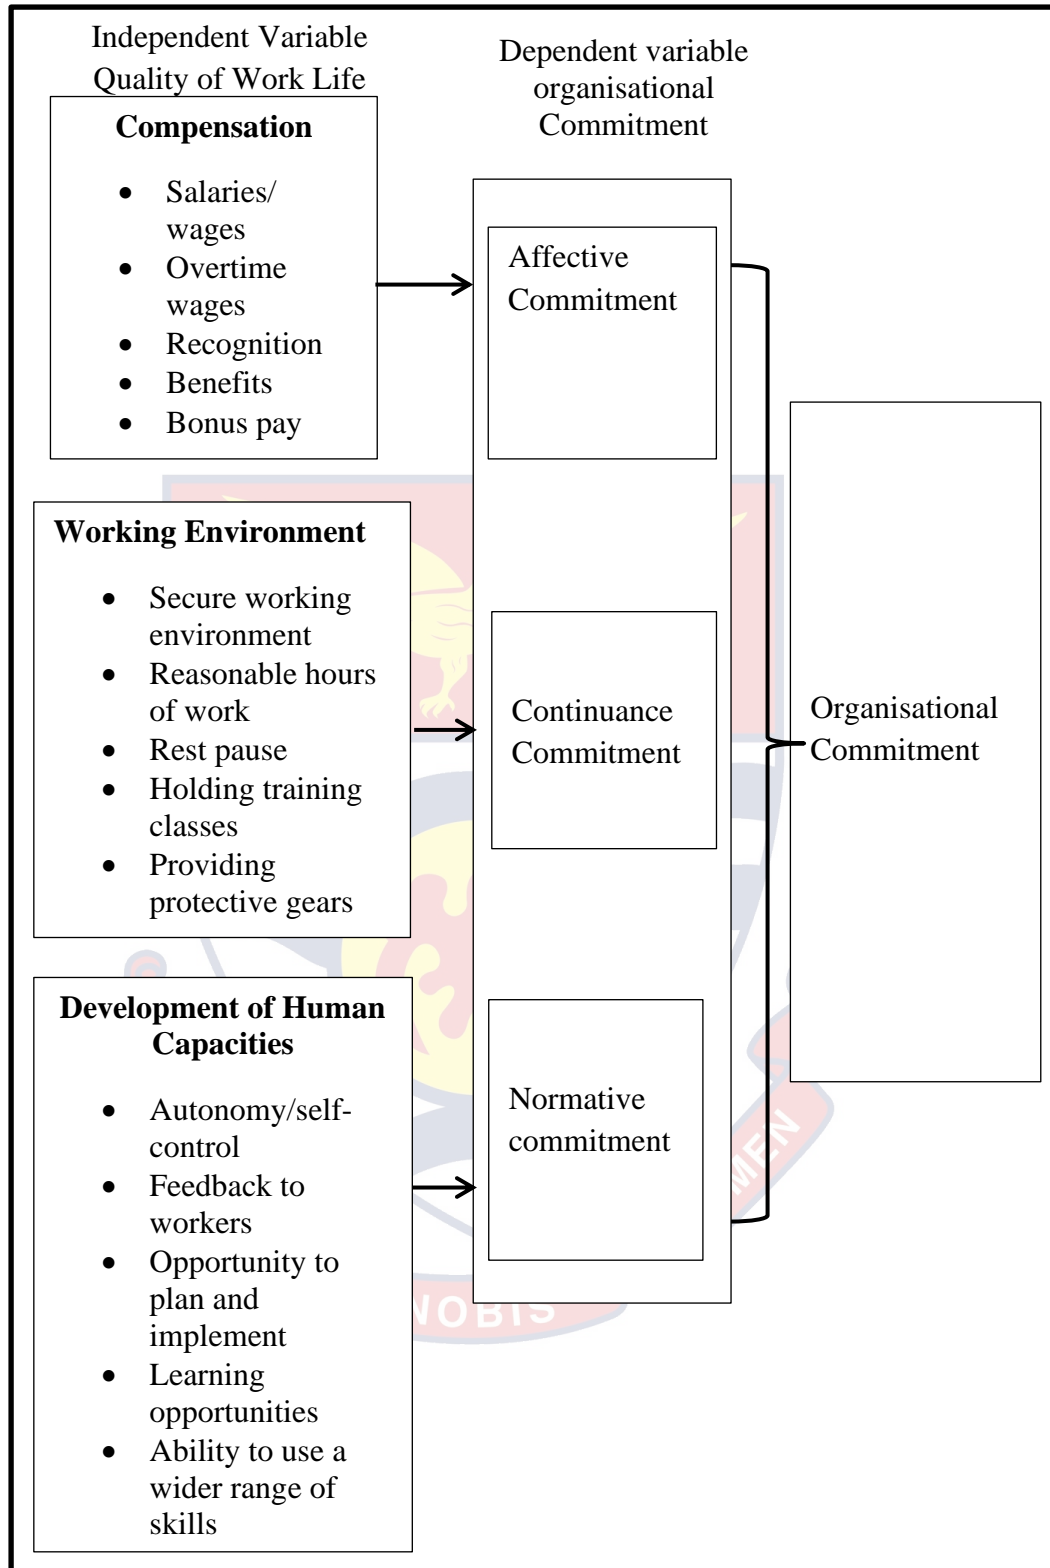 Independent Variable
Quality of Work Life
Compensation
• Salaries/
wages
• Overtime
wages
• Recognition
• Benefits
• Bonus pay
Working Environment
• Secure working
environment
• Reasonable hours
of work
• Rest pause
• Holding training
classes
• Providing
protective gears
Development of Human
Capacities
• Autonomy/self-
control
• Feedback to
workers
• Opportunity to
plan and
implement
• Learning
opportunities
• Ability to use a
wider range of
skills
Dependent variable
organisational
Commitment
Affective
Commitment
Continuance
Commitment
Normative
commitment
Organisational
Commitment
NOBIS
MEN